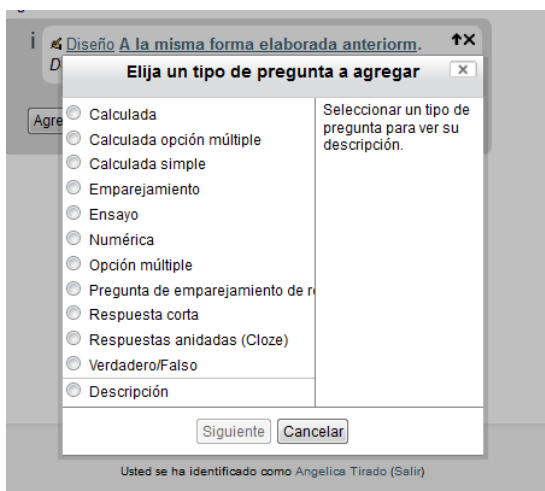 i Diseño A la misma forma elaborada anteriorm.
Elija un tipo de pregunta a agregar
Agre
Calculada
Calculada opción múltiple
Calculada simple
Emparejamiento
Ensayo
Numérica
Opción múltiple
Pregunta de emparejamiento de r
Respuesta corta
Respuestas anidadas (Cloze)
Verdadero/Falso
Descripción
Seleccionar un tipo de
pregunta para ver su
descripción.
Siguiente Cancelar
Usted se ha identificado como Angelica Tirado (Salir)